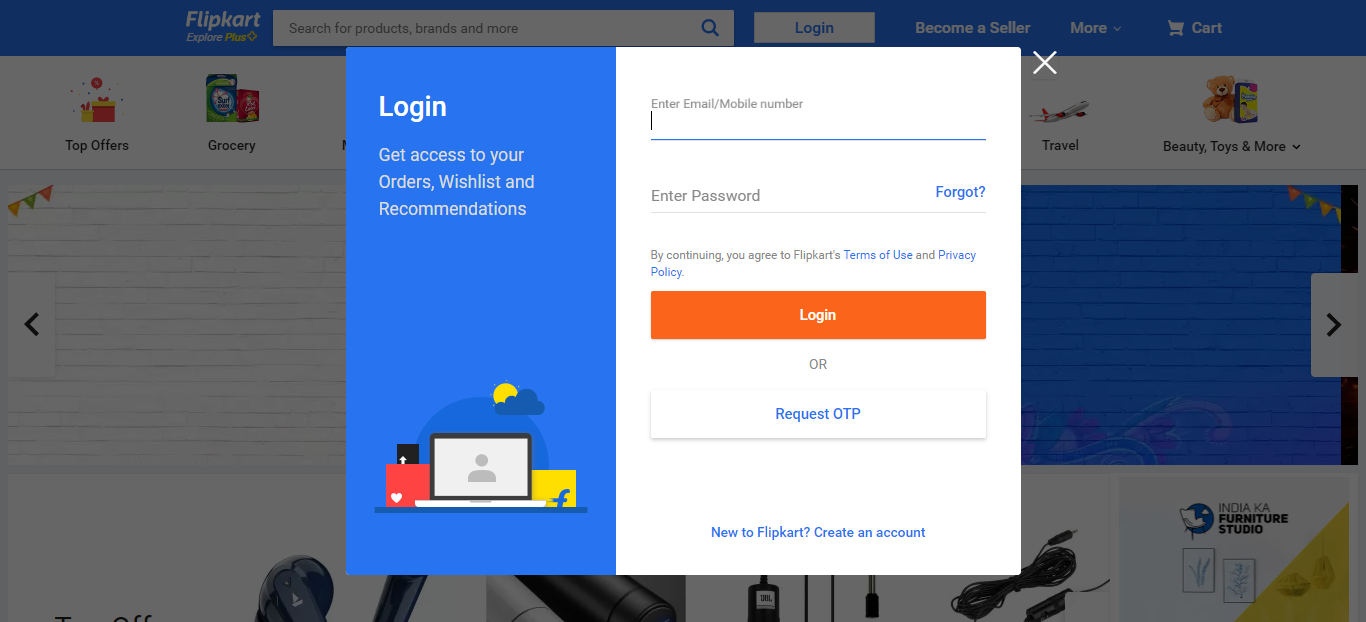 Flipkart
Explore Plus
Search for products, brands and more
Login
Become a Seller
More
Cart
Top Offers
Grocery
Travel
Beauty, Toys & More
Login
Get access to your
Orders, Wishlist and
Recommendations
Enter Email/Mobile number
Enter Password
Forgot?
By continuing, you agree to Flipkart's Terms of Use and Privacy
Policy.
Login
OR
Request OTP
New to Flipkart? Create an account
INDIA KA
FURNITURE
STUDIO
JBL